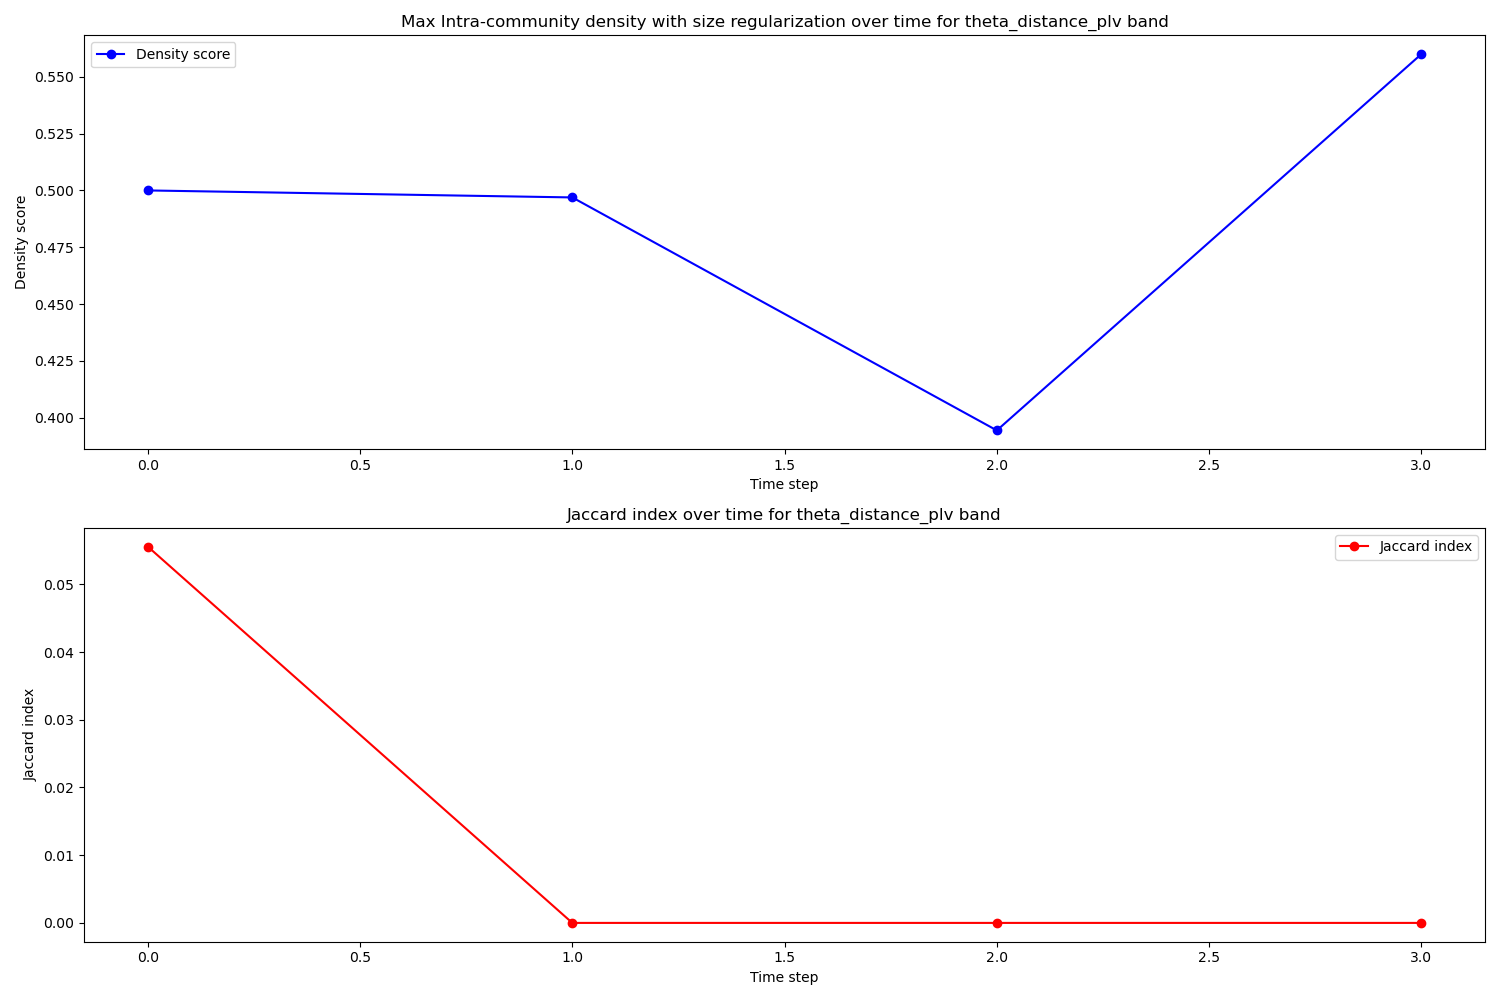 Max Intra-community density with size regularization over time for theta_distance_plv band
Density score
0.550
0.525
0.500
0.475
0.450
0.425
0.400
Density score
0.0 0.5 1.0 1.5 2.0 2.5 3.0
Time step
Jaccard index over time for theta_distance_plv band
Jaccard index
0.05
0.04
0.03
0.02
0.01
0.00
Jaccard index
0.0 0.5 1.0 1.5 2.0 2.5 3.0
Time step